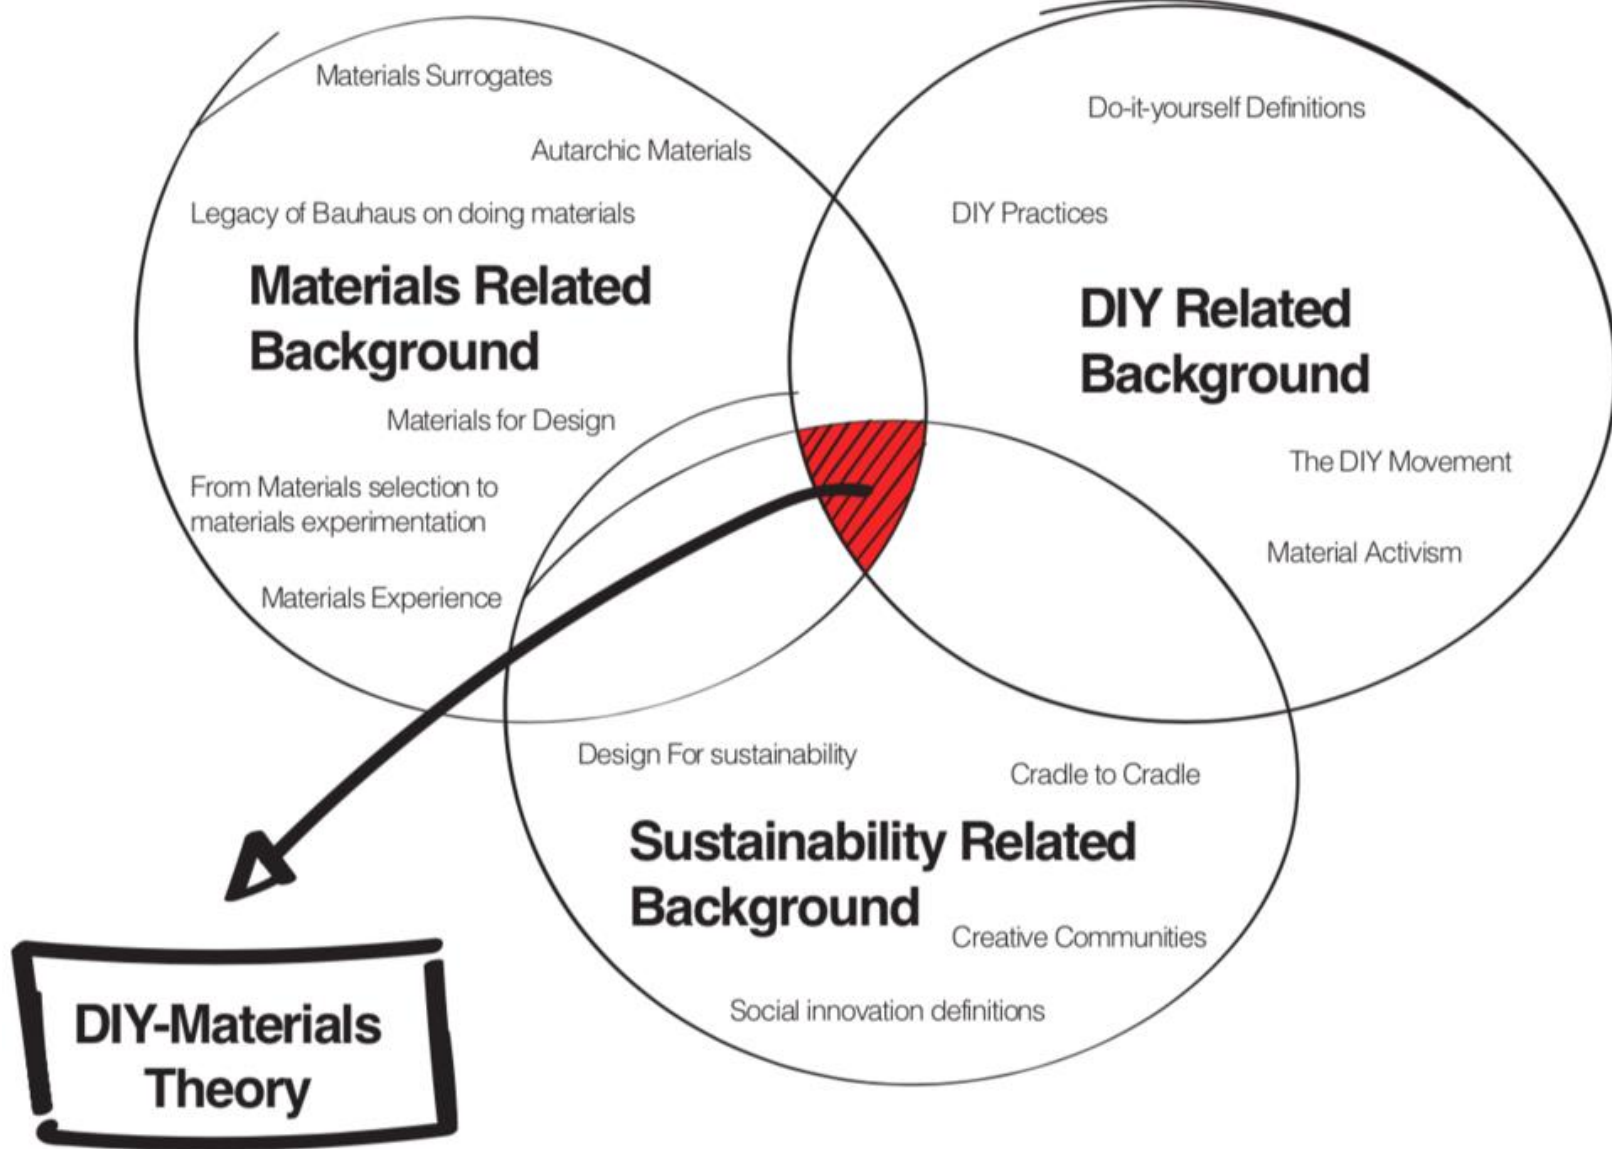 Materials Surrogates
Autarchic Materials
Legacy of Bauhaus on doing materials
Materials Related
Background
Materials for Design
From Materials selection to
materials experimentation
Materials Experience
Do-it-yourself Definitions
DIY Practices
DIY Related
Background
The DIY Movement
Material Activism
Design For sustainability
Cradle to Cradle
Sustainability Related
Background
Creative Communities
Social innovation definitions
DIY-Materials
Theory